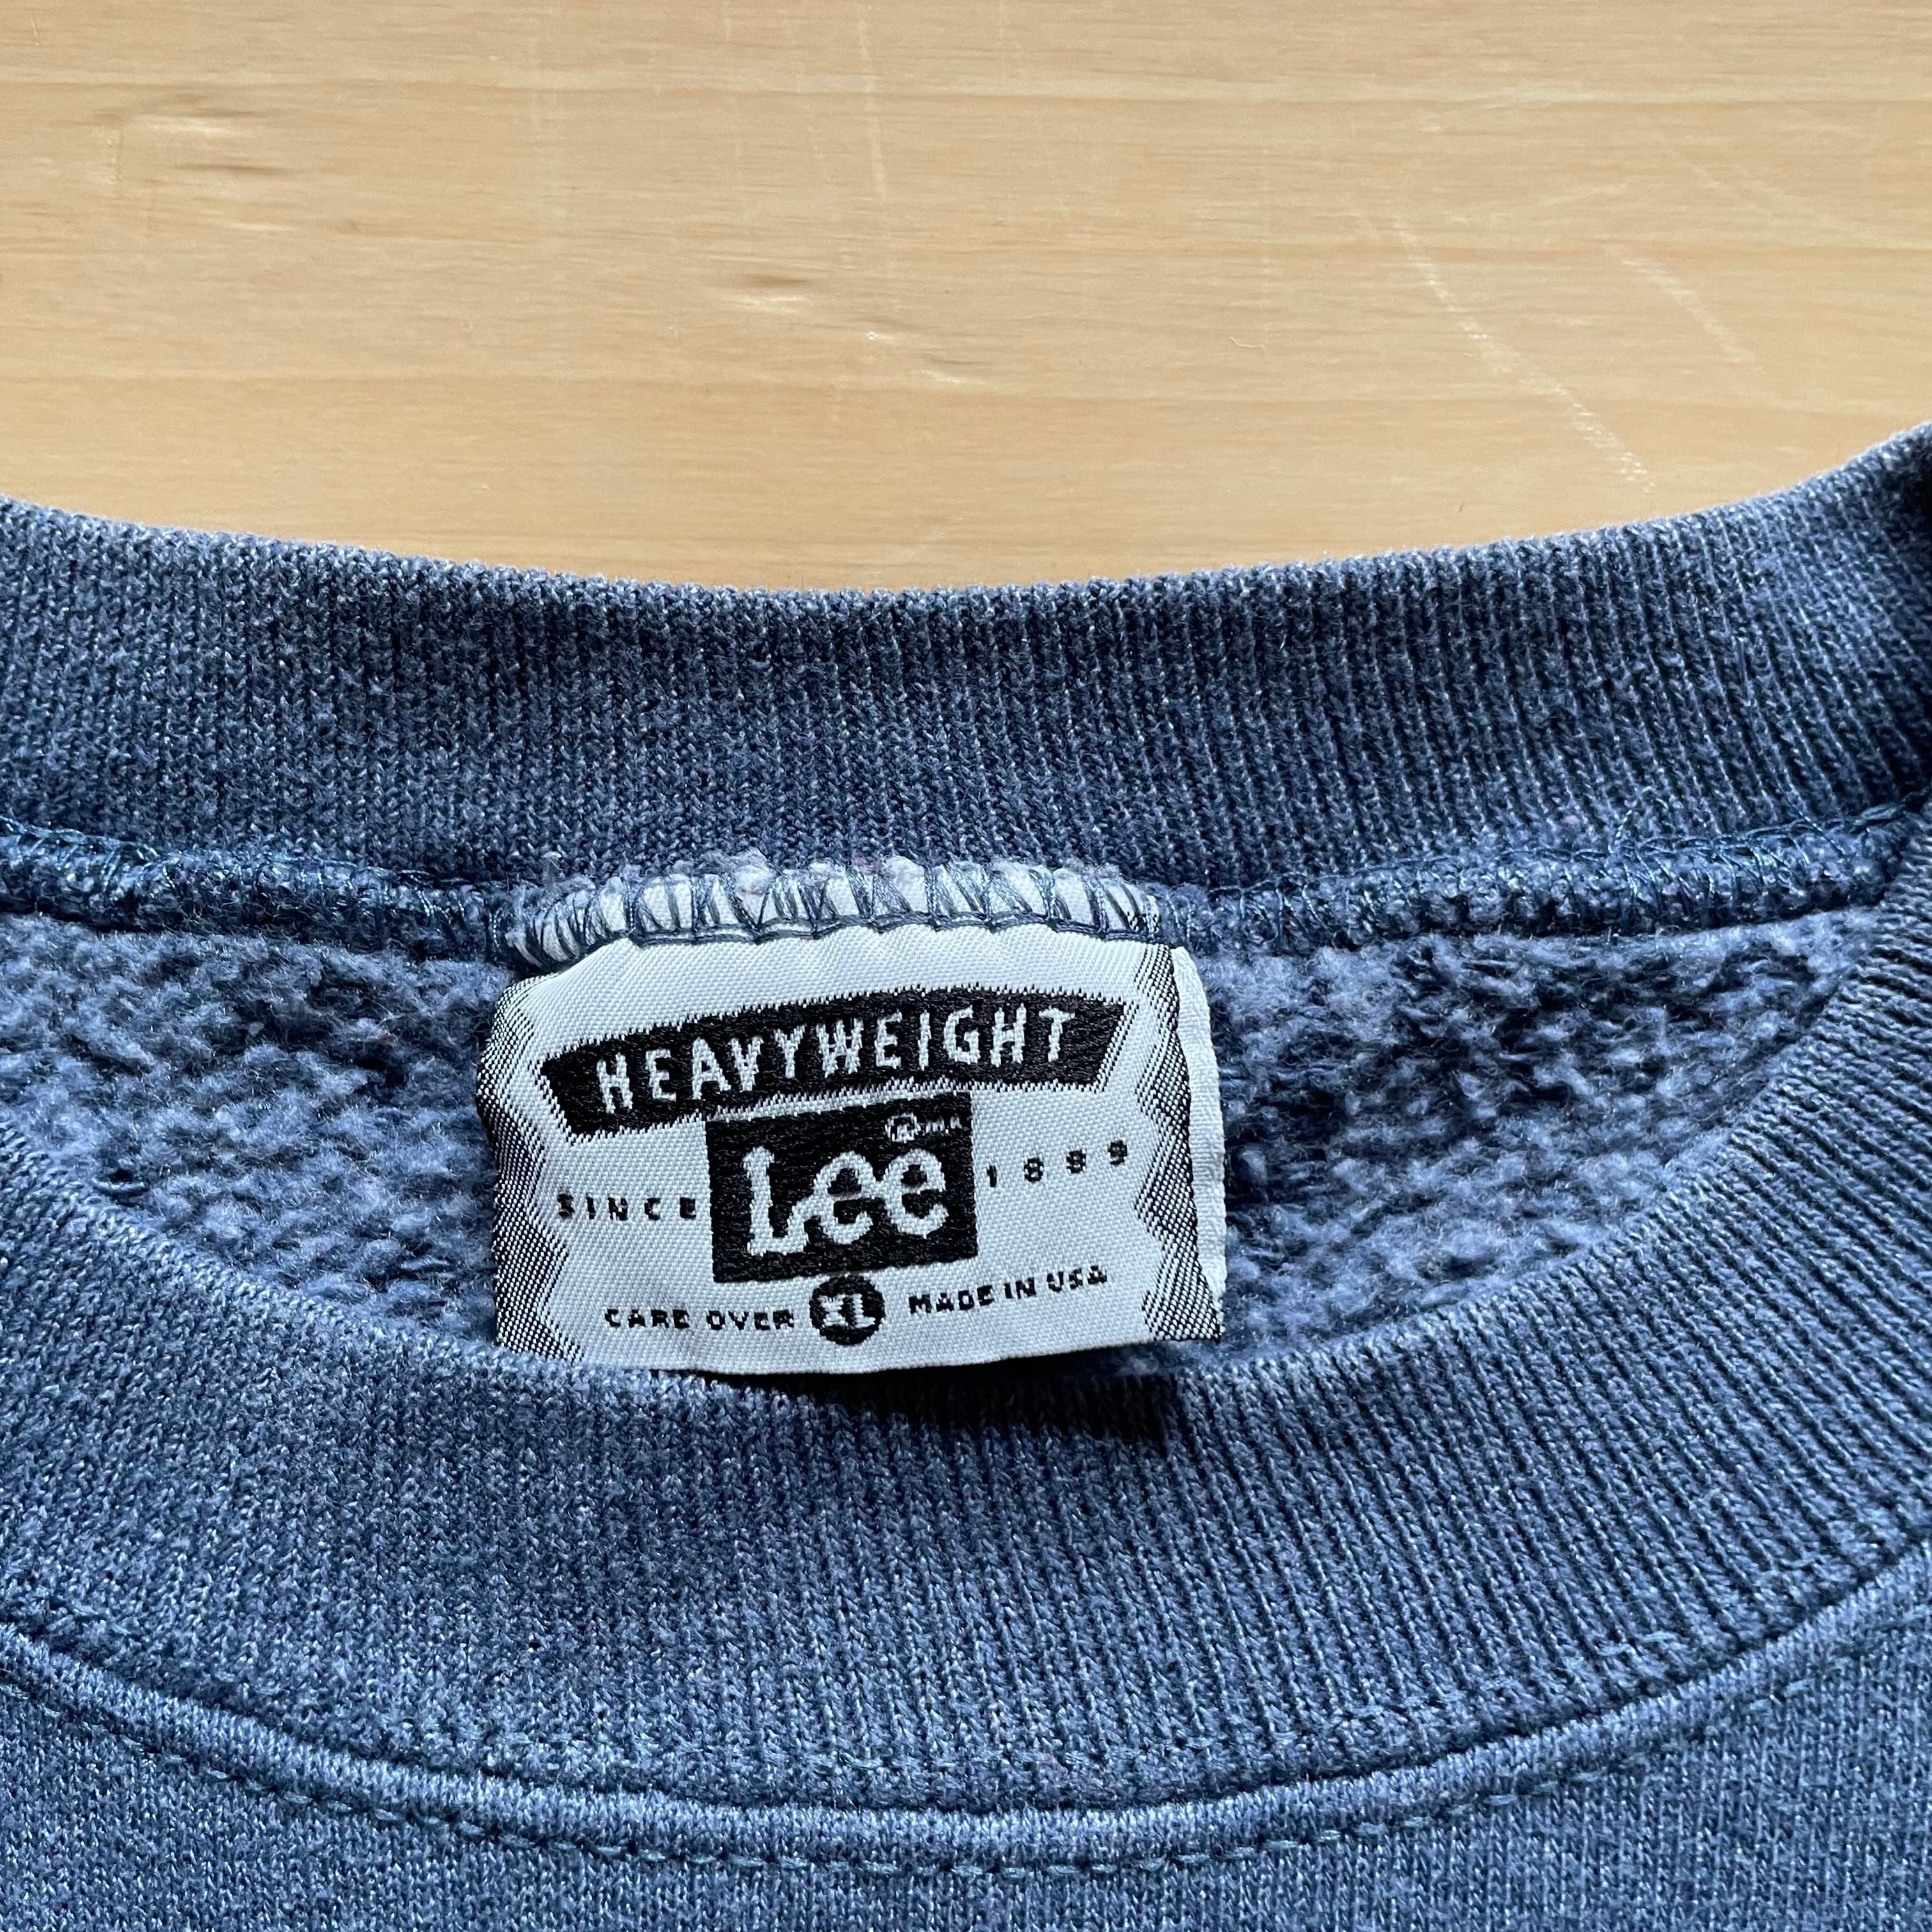 HEAVYWEIGHT
SINCE Lee ® 1889
CARE OVER XL MADE IN USA